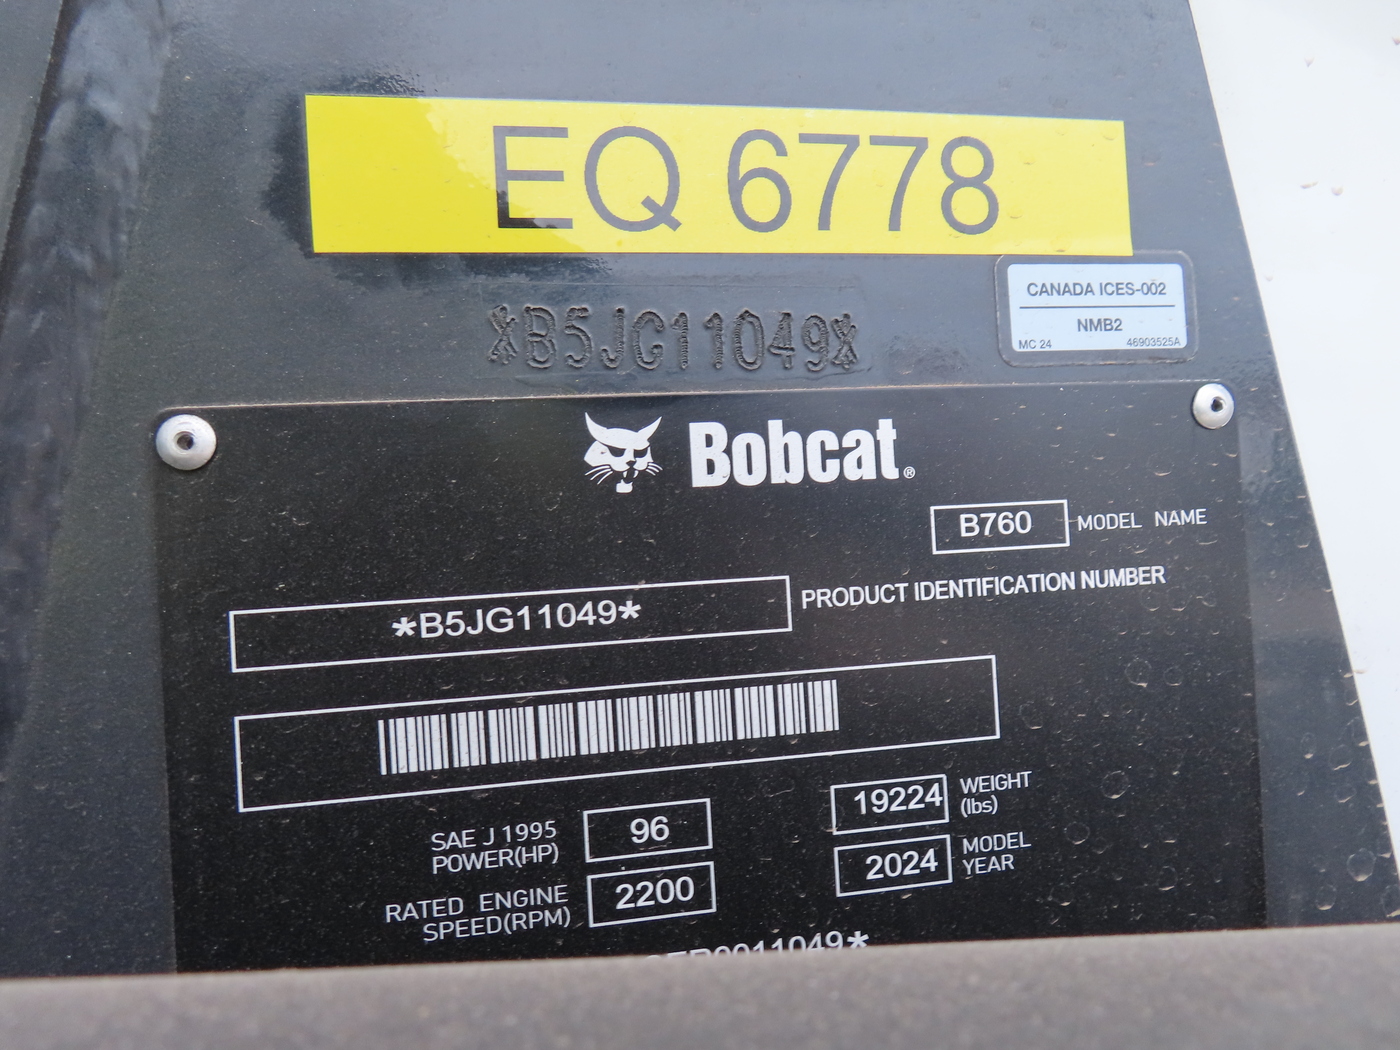 EQ 6778
*B5JG11049*
CANADA ICES-002
NMB2
MC 24 46903525A
Bobcat®
B760 MODEL NAME
*B5JG11049* PRODUCT IDENTIFICATION NUMBER
19224 WEIGHT
(lbs)
SAE J 1995
POWER(HP) 96
2024 MODEL
YEAR
RATED ENGINE
SPEED(RPM) 2200